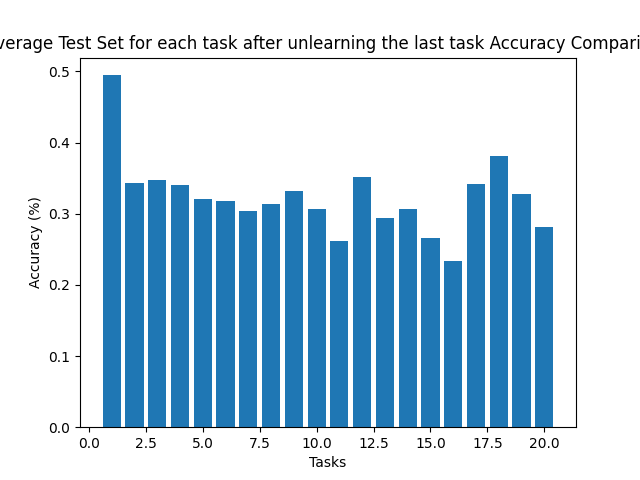 verage Test Set for each task after unlearning the last task Accuracy Compari
0.5
0.4
0.3
0.2
0.1
0.0
Accuracy (%)
0.0 2.5 5.0 7.5 10.0 12.5 15.0 17.5 20.0
Tasks